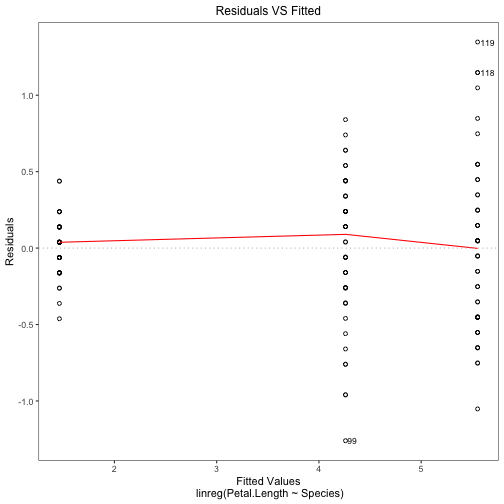 Residuals VS Fitted
119
118
1.0
0.5
0.0
-0.5
-1.0
99
Residuals
2 3 4 5
Fitted Values
linreg(Petal.Length ~ Species)